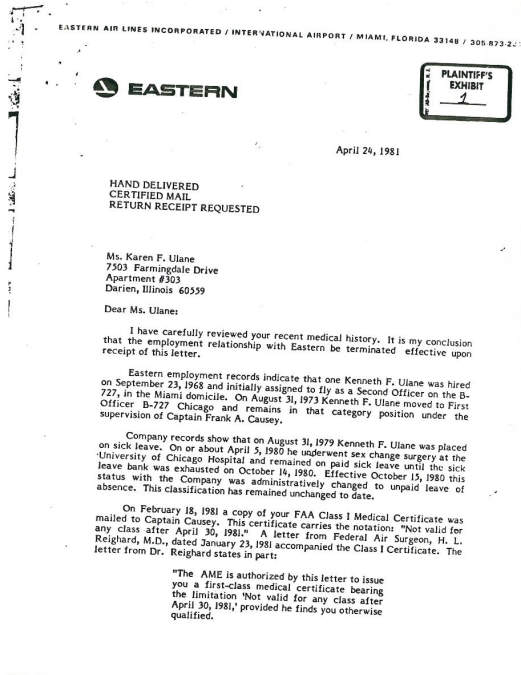 EASTERN AIR LINES INCORPORATED / INTERNATIONAL AIRPORT / MIAMI, FLORIDA 33148 / 305-873-2
EASTERN
PLAINTIFF'S
EXHIBIT
1
April 24, 1981
HAND DELIVERED
CERTIFIED MAIL
RETURN RECEIPT REQUESTED
Ms. Karen F. Ulane
7503 Farmingdale Drive
Apartment #303
Darien, Illinois 60559
Dear Ms. Ulane:
I have carefully reviewed your recent medical history. It is my conclusion
that the employment relationship with Eastern be terminated effective upon
receipt of this letter.
Eastern employment records indicate that one Kenneth F. Ulane was hired
on September 23, 1968 and initially assigned to fly as a Second Officer on the B-
727, in the Miami domicile. On August 31, 1973 Kenneth F. Ulane moved to First
Officer B-727 Chicago and remains in that category position under the
supervision of Captain Frank A. Causey.
Company records show that on August 31, 1979 Kenneth F. Ulane was placed
on sick leave. On or about April 5, 1980 he underwent sex change surgery at the
University of Chicago Hospital and remained on paid sick leave until the sick
leave bank was exhausted on October 14, 1980. Effective October 15, 1980 this
status with the Company was administratively changed to unpaid leave of
absence. This classification has remained unchanged to date.
On February 18, 1981 a copy of your FAA Class I Medical Certificate was
mailed to Captain Causey. This certificate carries the notation: "Not valid for
any class after April 30, 1981." A letter from Federal Air Surgeon, H. L.
Reighard, M.D., dated January 23, 1981 accompanied the Class I Certificate. The
letter from Dr. Reighard states in part:
"The AME is authorized by this letter to issue
you a first-class medical certificate bearing
the limitation 'Not valid for any class after
April 30, 1981,' provided he finds you otherwise
qualified.